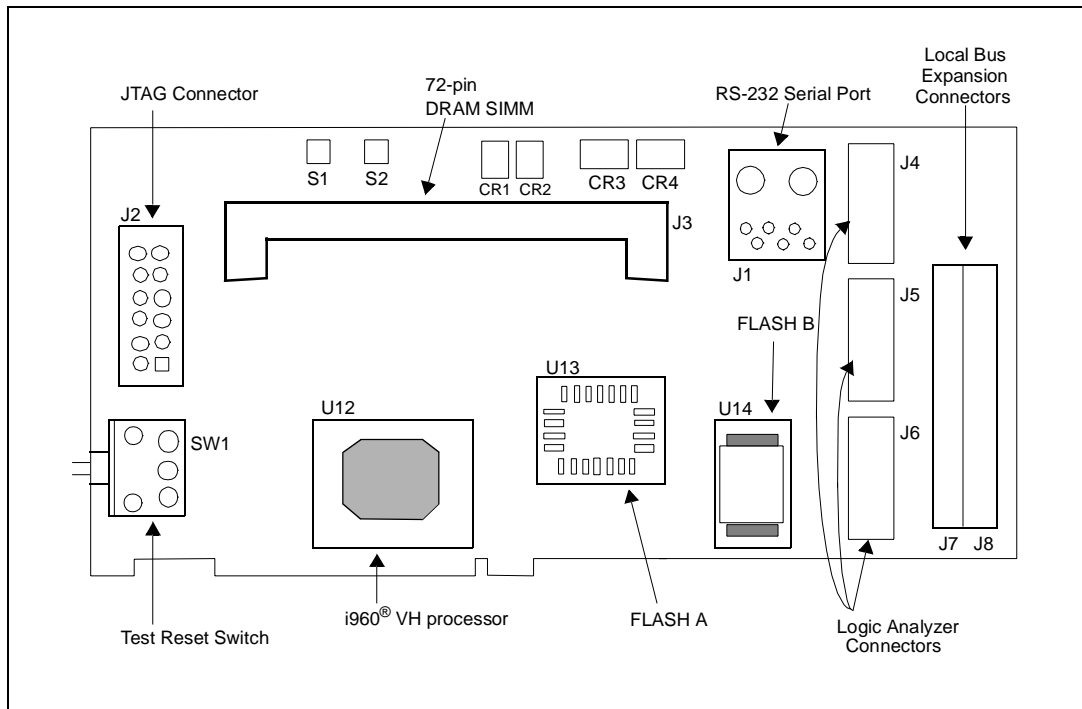 Local Bus
Expansion
Connectors
72-pin
DRAM SIMM
JTAG Connector
RS-232 Serial Port
J4
S1
S2
CR1
CR2
CR3
CR4
J2
J3
J1
J5
FLASH B
U13
U12
U14
J6
SW1
J7
J8
i960® VH processor
FLASH A
Test Reset Switch
Logic Analyzer
Connectors